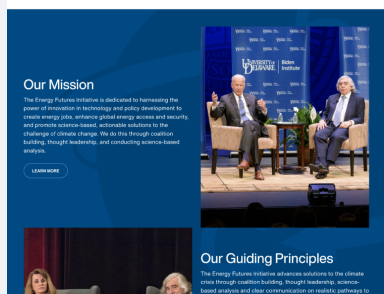 UNIVERSITY OF
DELAWARE
Biden
Institute
Our Mission
The Energy Futures Initiative is dedicated to harnessing the
power of innovation in technology and policy development to
create energy jobs, enhance global energy access and security,
and promote science-based, actionable solutions to the
challenge of climate change. We do this through coalition
building, thought leadership, and conducting science-based
analysis.
LEARN MORE
Our Guiding Principles
The Energy Futures Initiative advances solutions to the climate
crisis through coalition building, thought leadership, science-
based analysis and clear communication on realistic pathways to